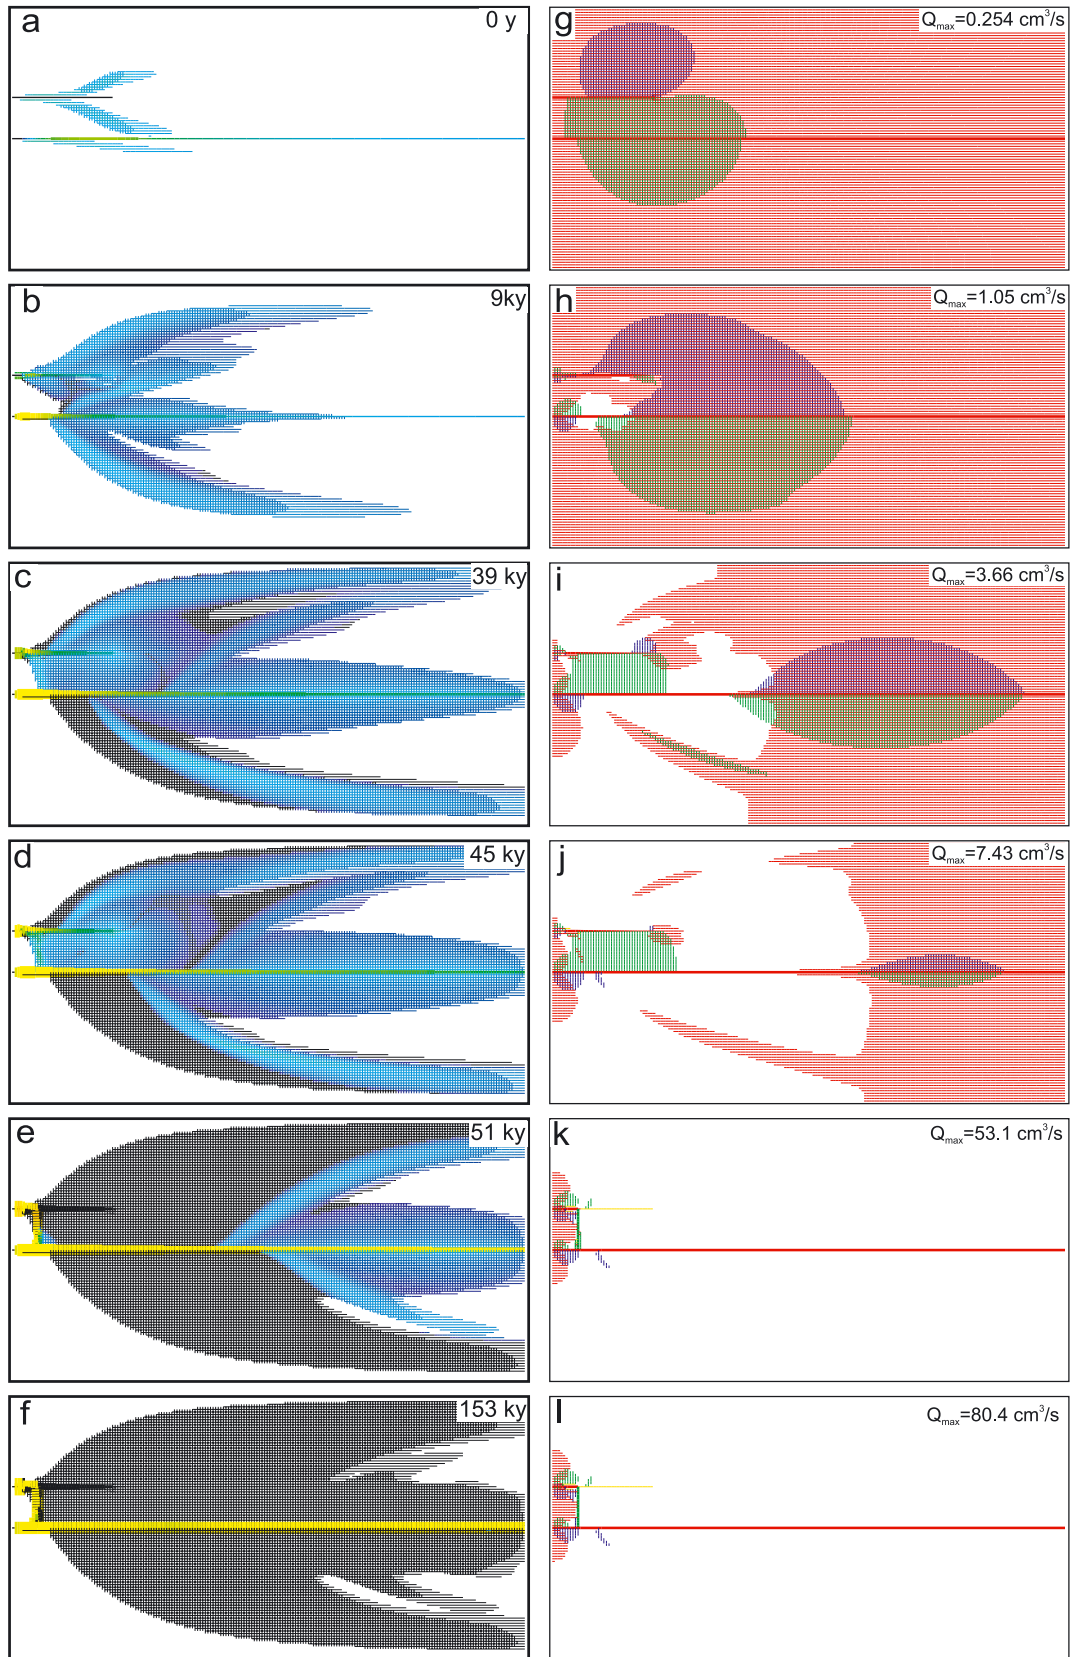 a
0 y
g
Qmax=0.254 cm³/s
b
9ky
h
Qmax=1.05 cm³/s
c
39 ky
i
Qmax=3.66 cm³/s
d
45 ky
j
Qmax=7.43 cm³/s
e
51 ky
k
Qmax=53.1 cm³/s
f
153 ky
l
Qmax=80.4 cm³/s